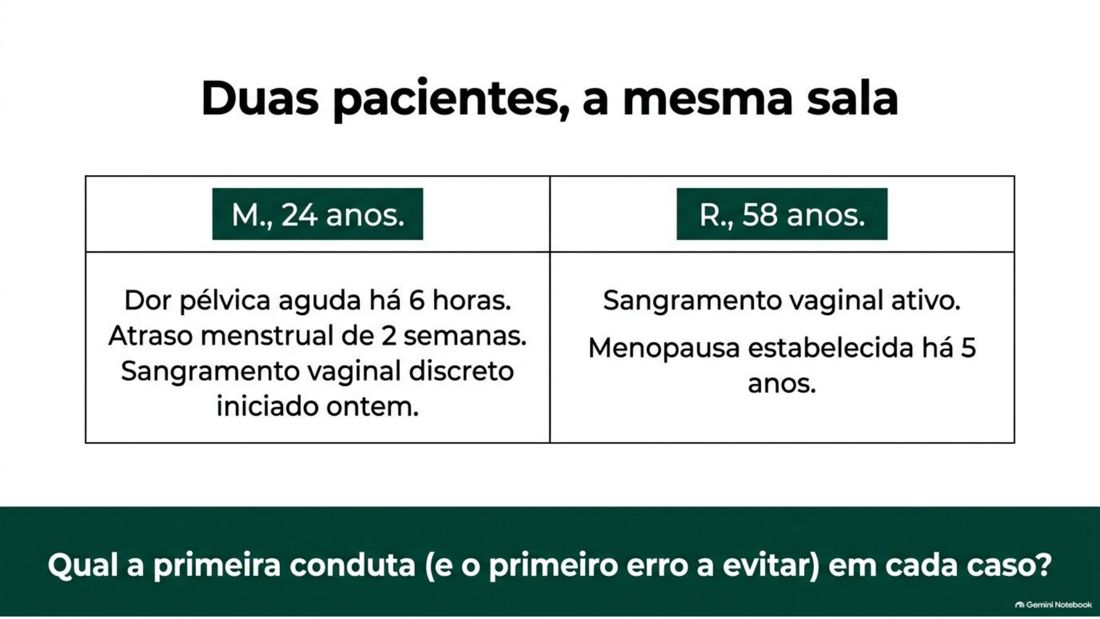 Duas pacientes, a mesma sala
M., 24 anos.
R., 58 anos.
Dor pélvica aguda há 6 horas.
Atraso menstrual de 2 semanas.
Sangramento vaginal discreto
iniciado ontem.
Sangramento vaginal ativo.
Menopausa estabelecida há 5
anos.
Qual a primeira conduta (e o primeiro erro a evitar) em cada caso?
Gemini Notebook